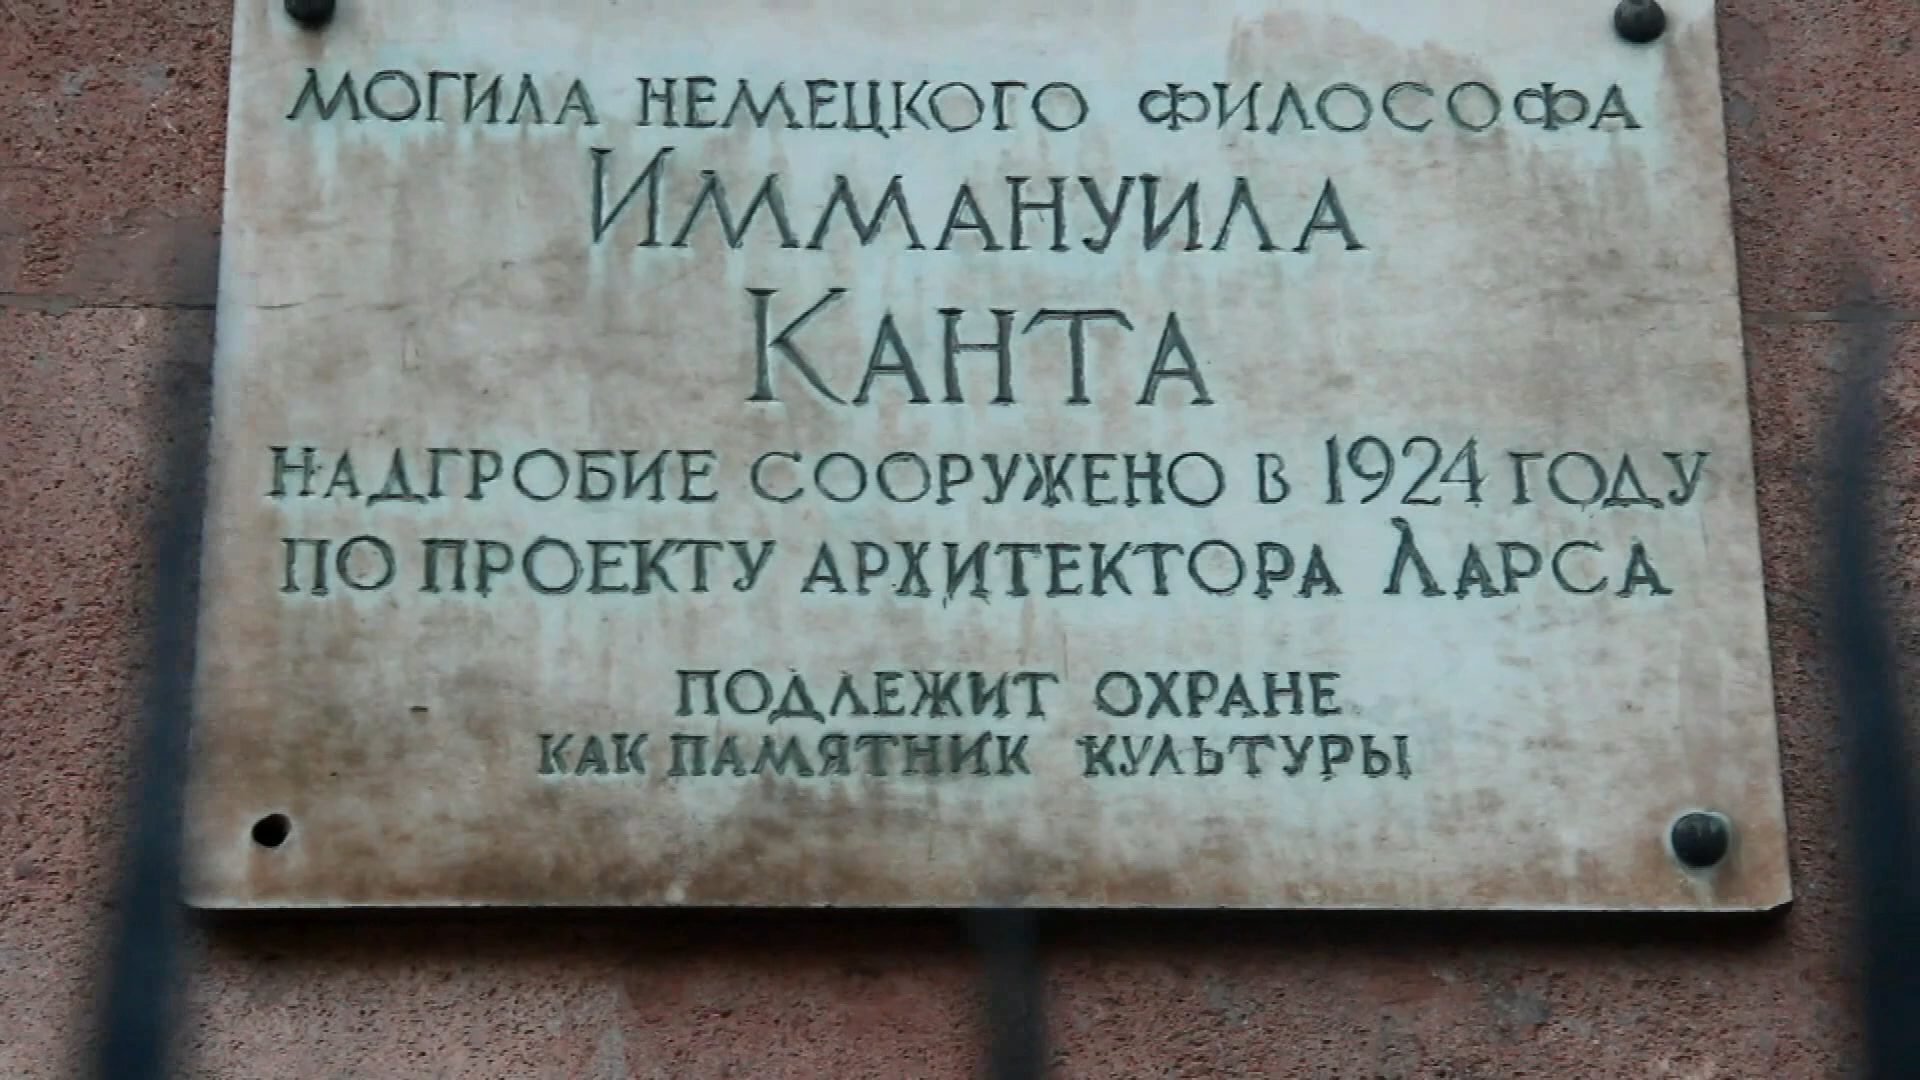 МОГИЛА НЕМЕЦКОГО ФИЛОСОФА
ИММАНУИЛА
КАНТА
НАДГРОБИЕ СООРУЖЕНО В 1924 ГОДУ
ПО ПРОЕКТУ АРХИТЕКТОРА ЛАРСА
ПОДЛЕЖИТ ОХРАНЕ
КАК ПАМЯТНИК КУЛЬТУРЫ